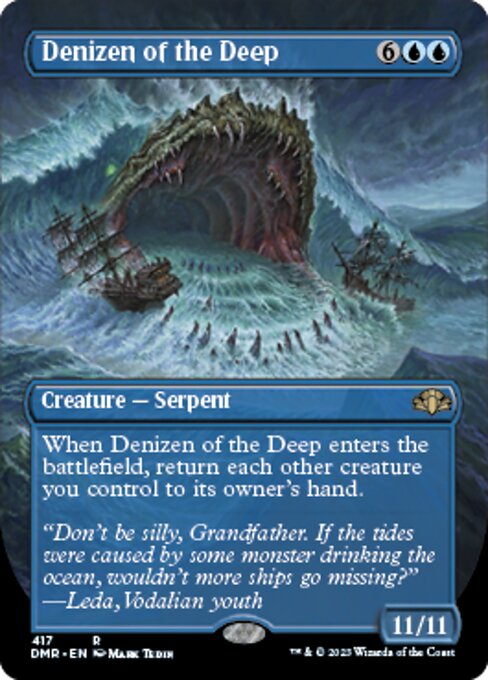 Denizen of the Deep 6
Creature — Serpent
When Denizen of the Deep enters the
battlefield, return each other creature
you control to its owner's hand.
“Don't be silly, Grandfather. If the tides
were caused by some monster drinking the
ocean, wouldn't more ships go missing?”
—Leda, Vodalian youth
11/11
417 R
DMR • EN Mark Tedin ™ & © 2023 Wizards of the Coast